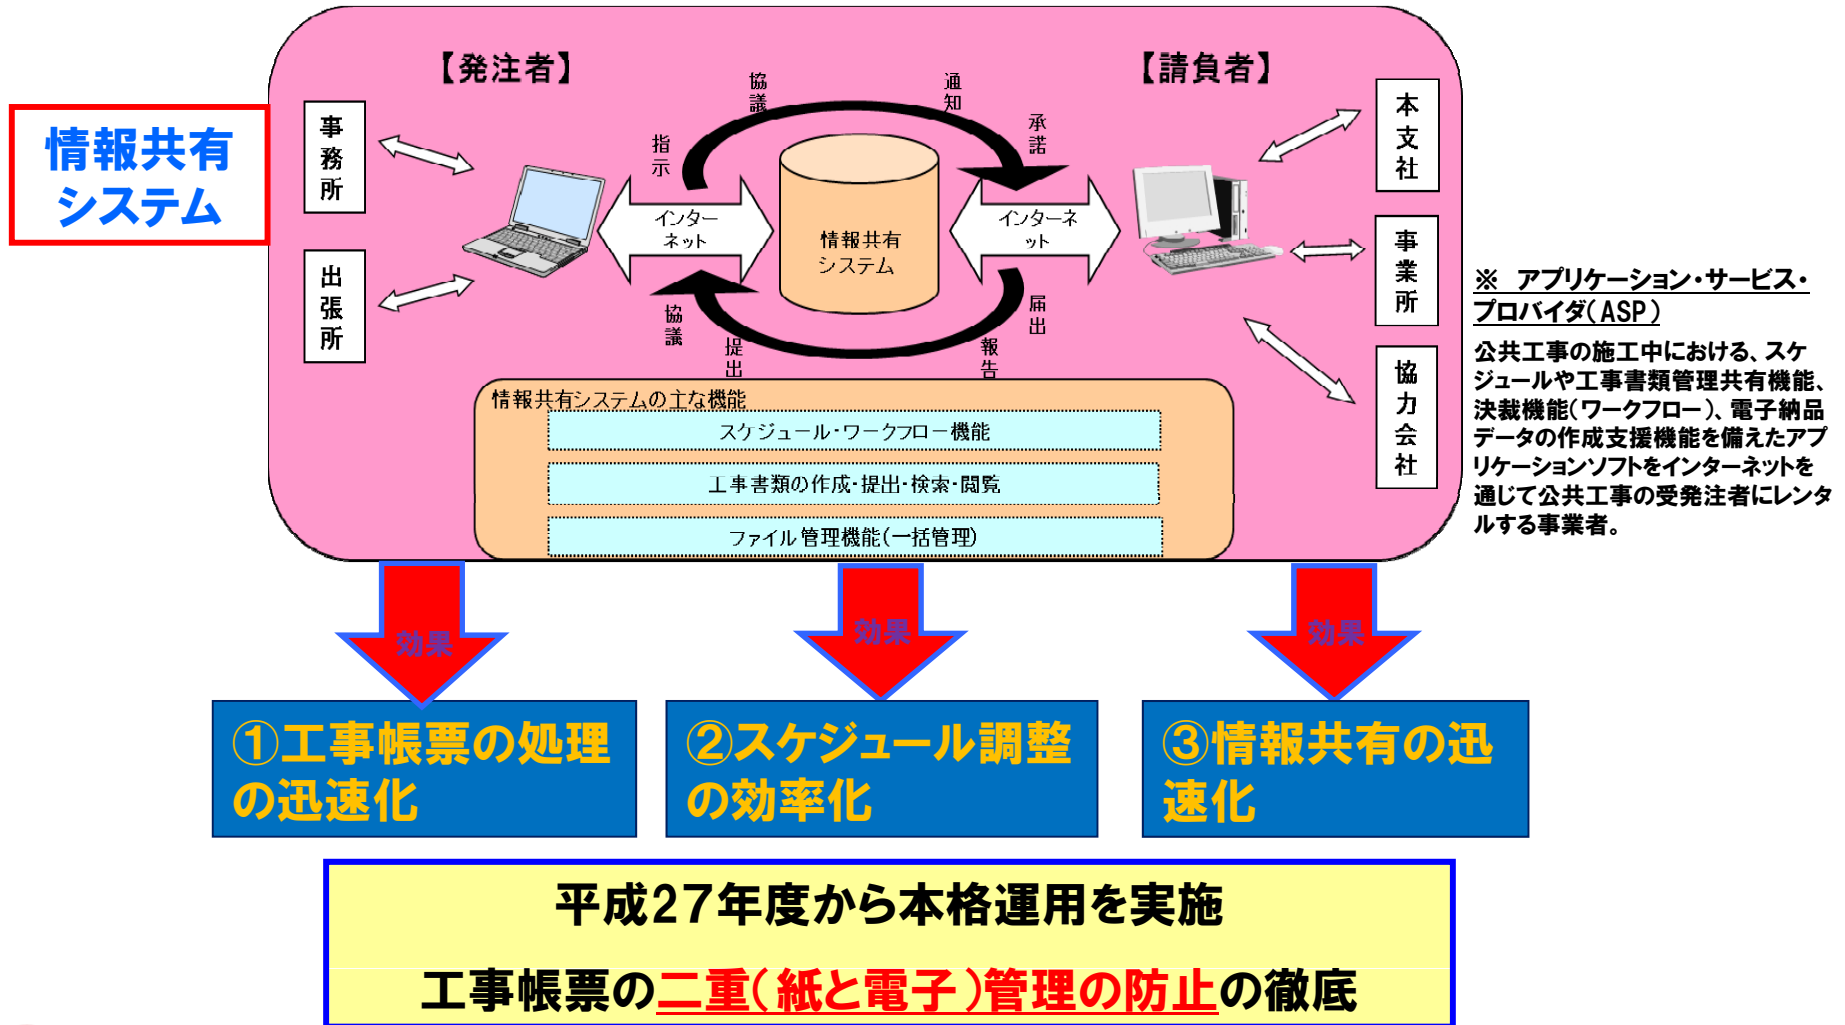 【発注者】
【請負者】
情報共有
システム
事務所
出張所
指示
協議
通知
承諾
インター
ネット
情報共有
システム
インターネ
ット
協議
提出
報告
届出
本支社
事業所
協力会社
※　アプリケーション・サービス・
プロバイダ(ASP)
公共工事の施工中における、スケ
ジュールや工事書類管理共有機能、
決裁機能(ワークフロー)、電子納品
データの作成支援機能を備えたアプ
リケーションソフトをインターネットを
通じて公共工事の受発注者にレンタ
ルする事業者。
情報共有システムの主な機能
スケジュール・ワークフロー機能
工事書類の作成・提出・検索・閲覧
ファイル管理機能(一括管理)
効果
効果
効果
①工事帳票の処理
の迅速化
②スケジュール調整
の効率化
③情報共有の迅
速化
平成27年度から本格運用を実施
工事帳票の二重(紙と電子)管理の防止の徹底